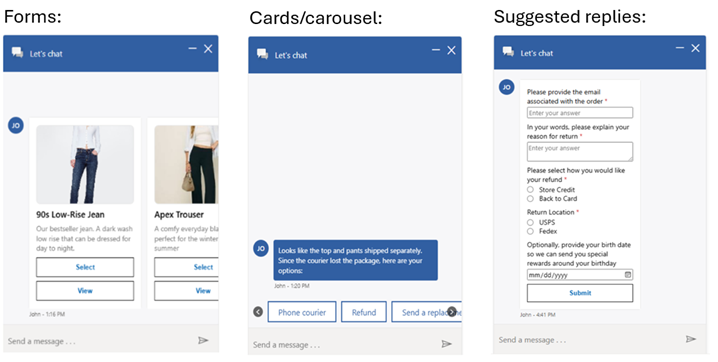 Forms:
Cards/carousel:
Suggested replies:
Let's chat
JO
90s Low-Rise Jean
Our bestseller jean. A dark wash
low rise that can be dressed for
day to night.
Select
View
Apex Trouser
A comfy everyday bla
perfect for the winter
summer
Select
View
John - 1:16 PM
Send a message . . .
Let's chat
JO
Looks like the top and pants shipped separately.
Since the courier lost the package, here are your
options:
John - 1:20 PM
Phone courier
Refund
Send a replac me
Send a message . . .
Let's chat
JO
Please provide the email
associated with the order *
Enter your answer
In your words, please explain your
reason for return *
Enter your answer
Please select how you would like
your refund *
Store Credit
Back to Card
Return Location *
USPS
Fedex
Optionally, provide your birth date
so we can send you special
rewards around your birthday
mm/dd/yyyy
Submit
John - 4:41 PM
Send a message . . .